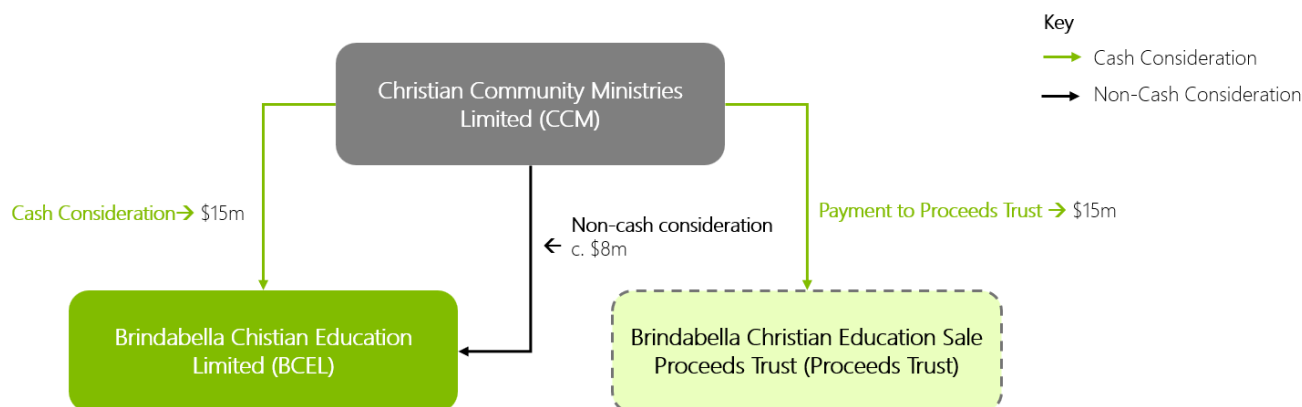 Key
Cash Consideration
Non-Cash Consideration
Christian Community Ministries
Limited (CCM)
Cash Consideration→ $15m
Non-cash consideration
← c. $8m
Payment to Proceeds Trust → $15m
Brindabella Chistian Education
Limited (BCEL)
Brindabella Christian Education Sale
Proceeds Trust (Proceeds Trust)